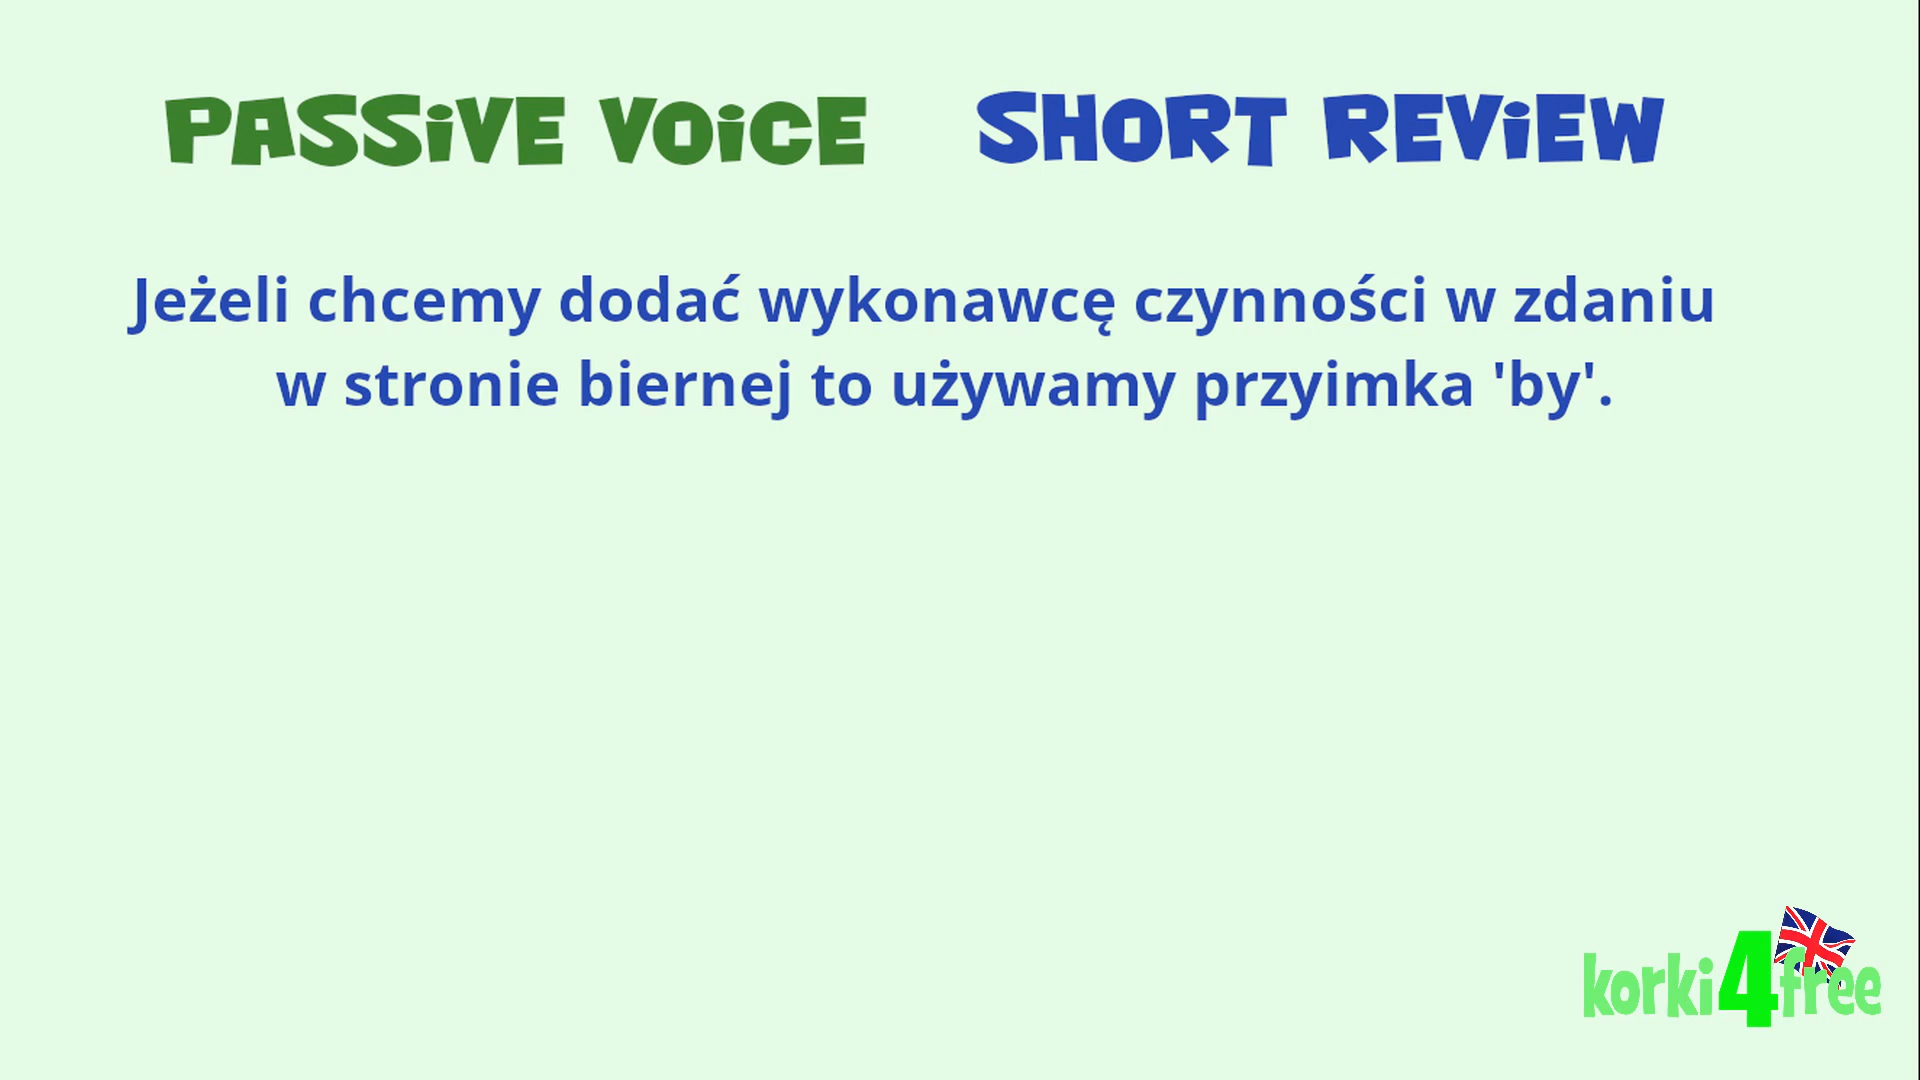 PASSiVE VOiCE SHORT REViEW
Jeżeli chcemy dodać wykonawcę czynności w zdaniu
w stronie biernej to używamy przyimka 'by'.
korki4free